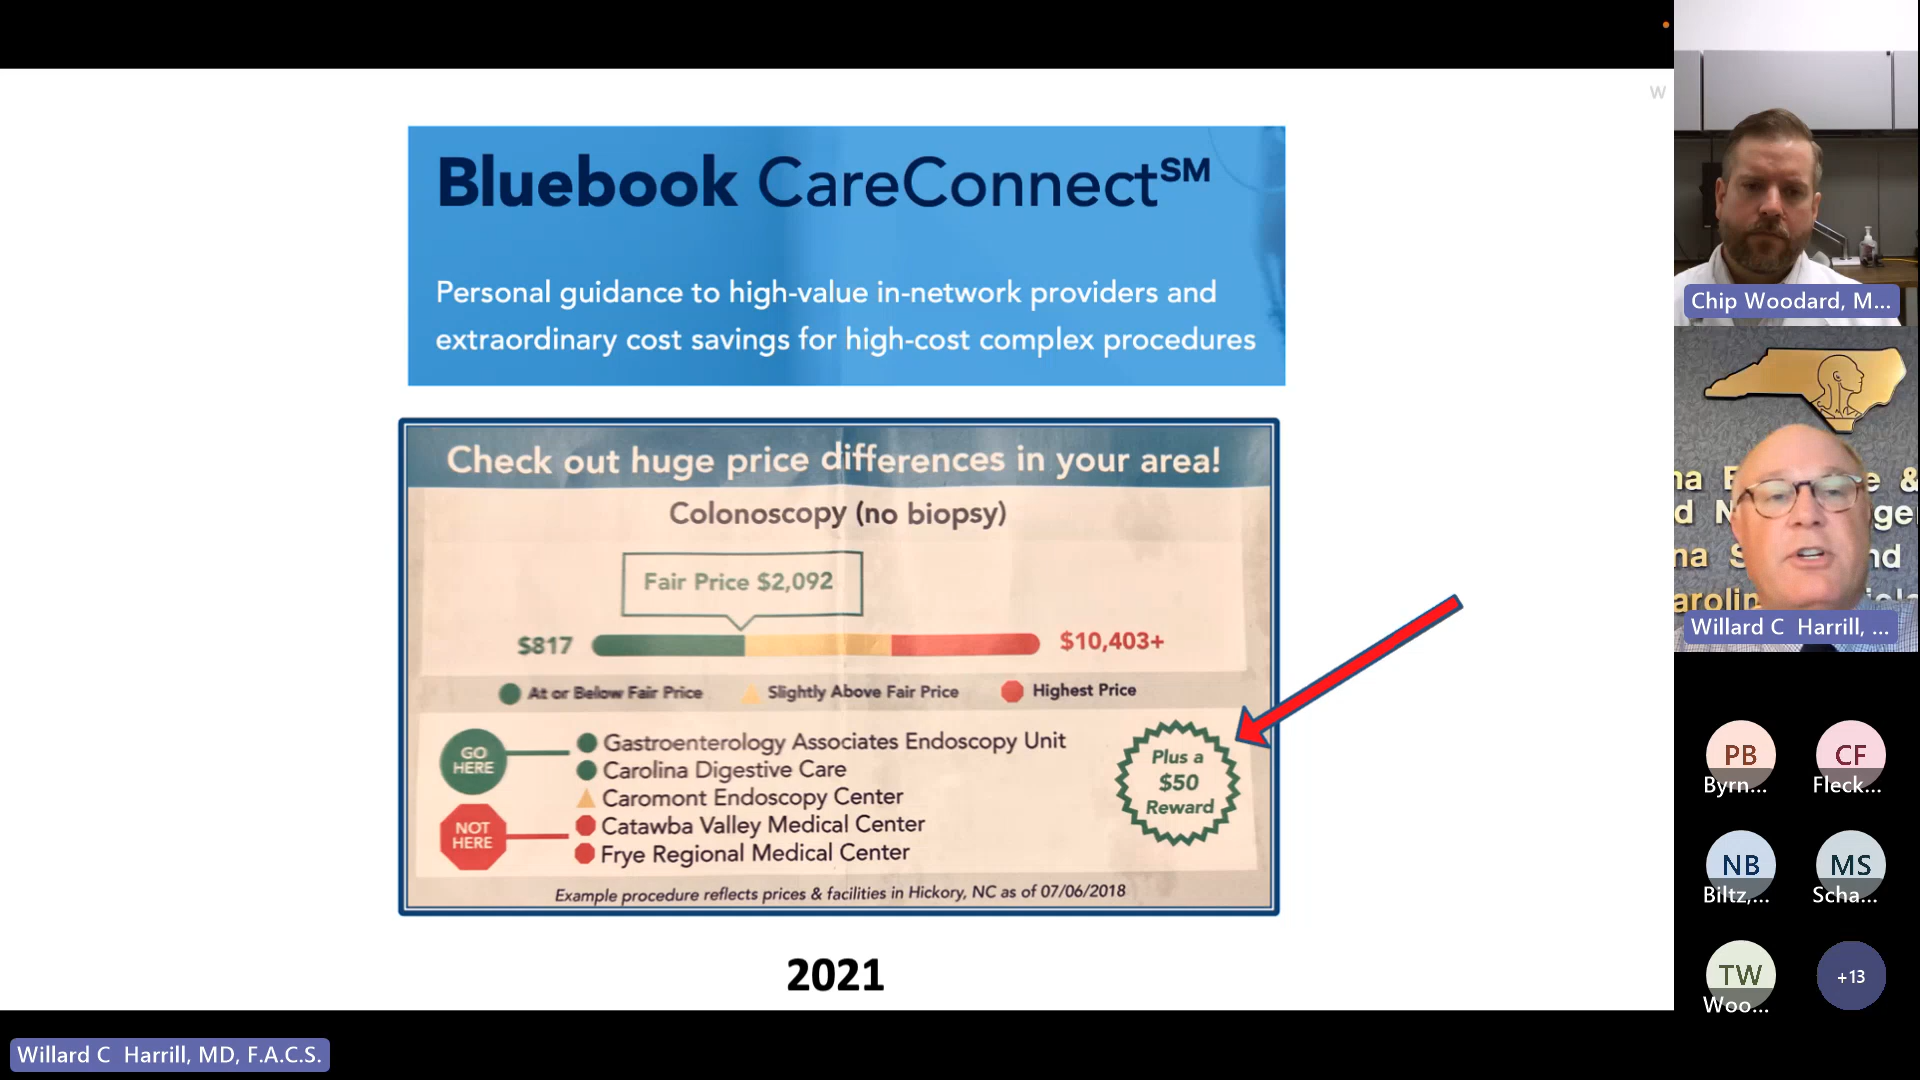 W
Bluebook CareConnect℠
Personal guidance to high-value in-network providers and
extraordinary cost savings for high-cost complex procedures
Check out huge price differences in your area!
Colonoscopy (no biopsy)
Fair Price $2,092
$817
$10,403+
At or Below Fair Price
Slightly Above Fair Price
Highest Price
GO
HERE
Gastroenterology Associates Endoscopy Unit
Carolina Digestive Care
Caromont Endoscopy Center
NOT
HERE
Catawba Valley Medical Center
Frye Regional Medical Center
Plus a
$50
Reward
Example procedure reflects prices & facilities in Hickory, NC as of 07/06/2018
2021
Willard C Harrill, MD, F.A.C.S.
Chip Woodard, M...
Willard C Harrill, ...
PB
Byrn...
CF
Fleck...
NB
Biltz,...
MS
Scha...
TW
Woo...
+13